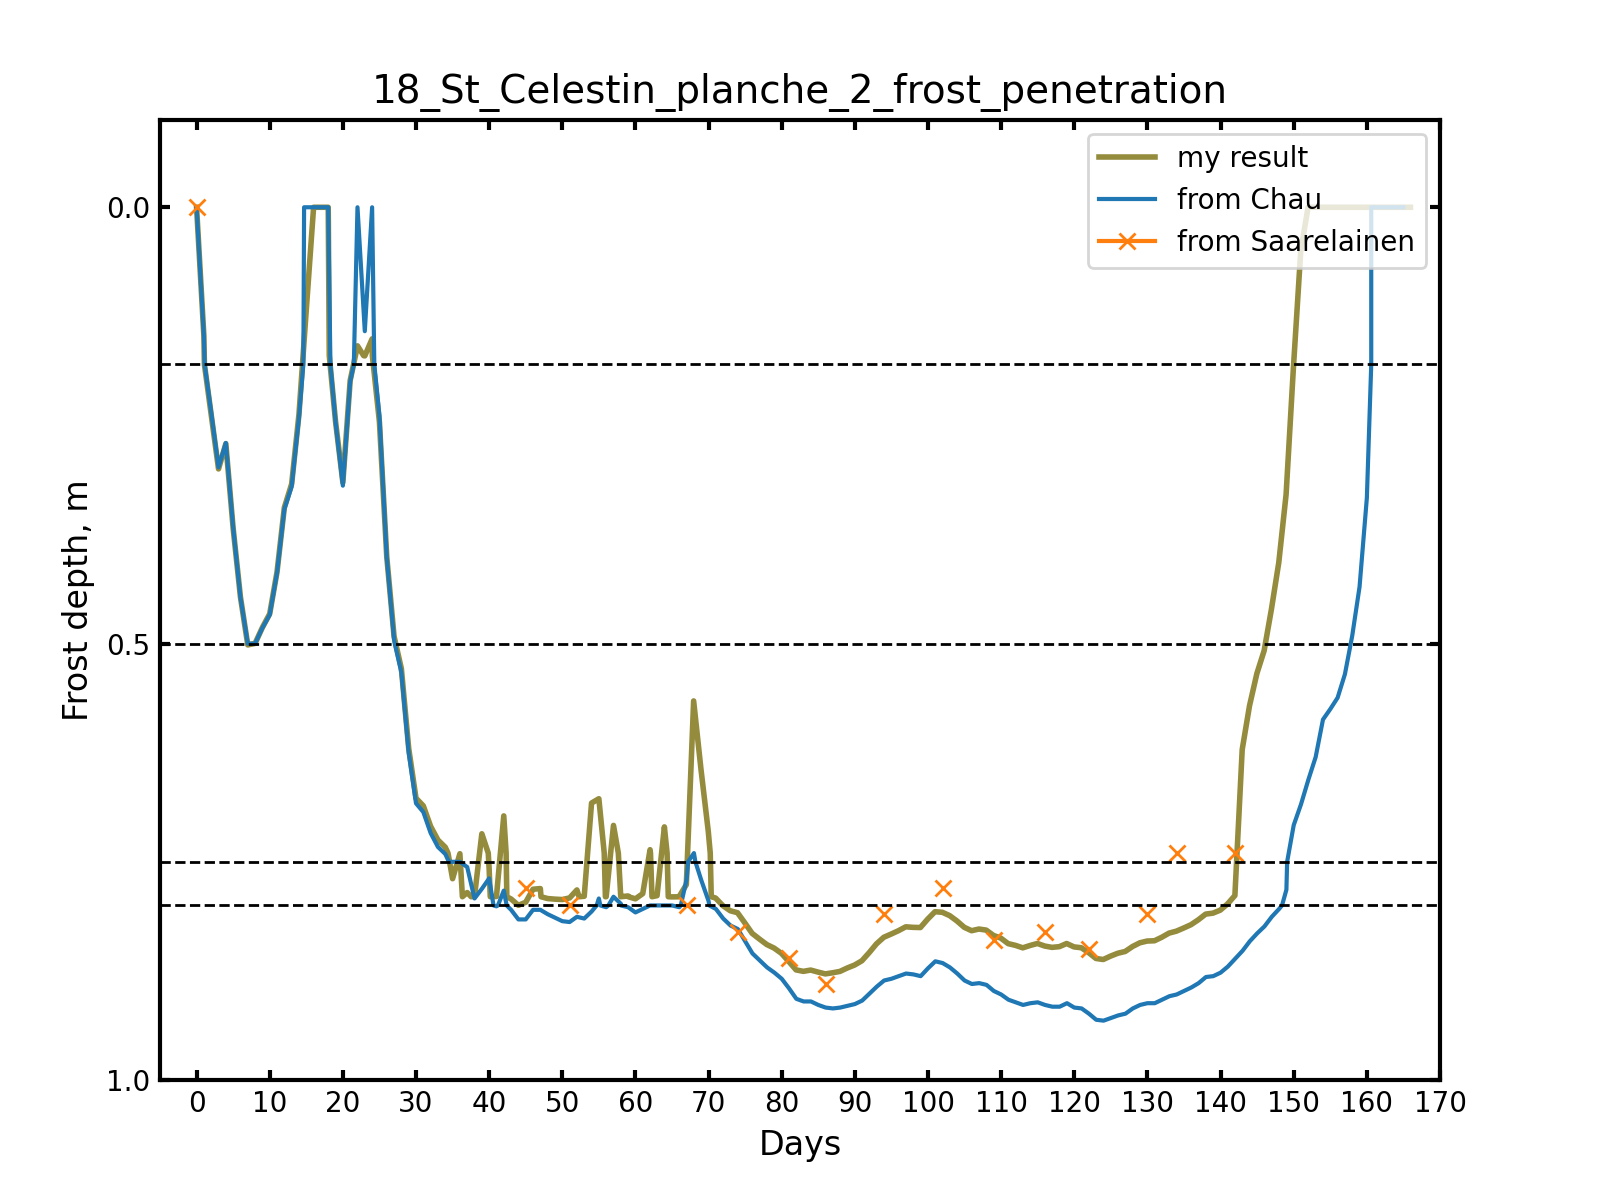 18_St_Celestin_planche_2_frost_penetration
my result
from Chau
from Saarelainen
0.0
0.5
1.0
Frost depth, m
0 10 20 30 40 50 60 70 80 90 100 110 120 130 140 150 160 170
Days